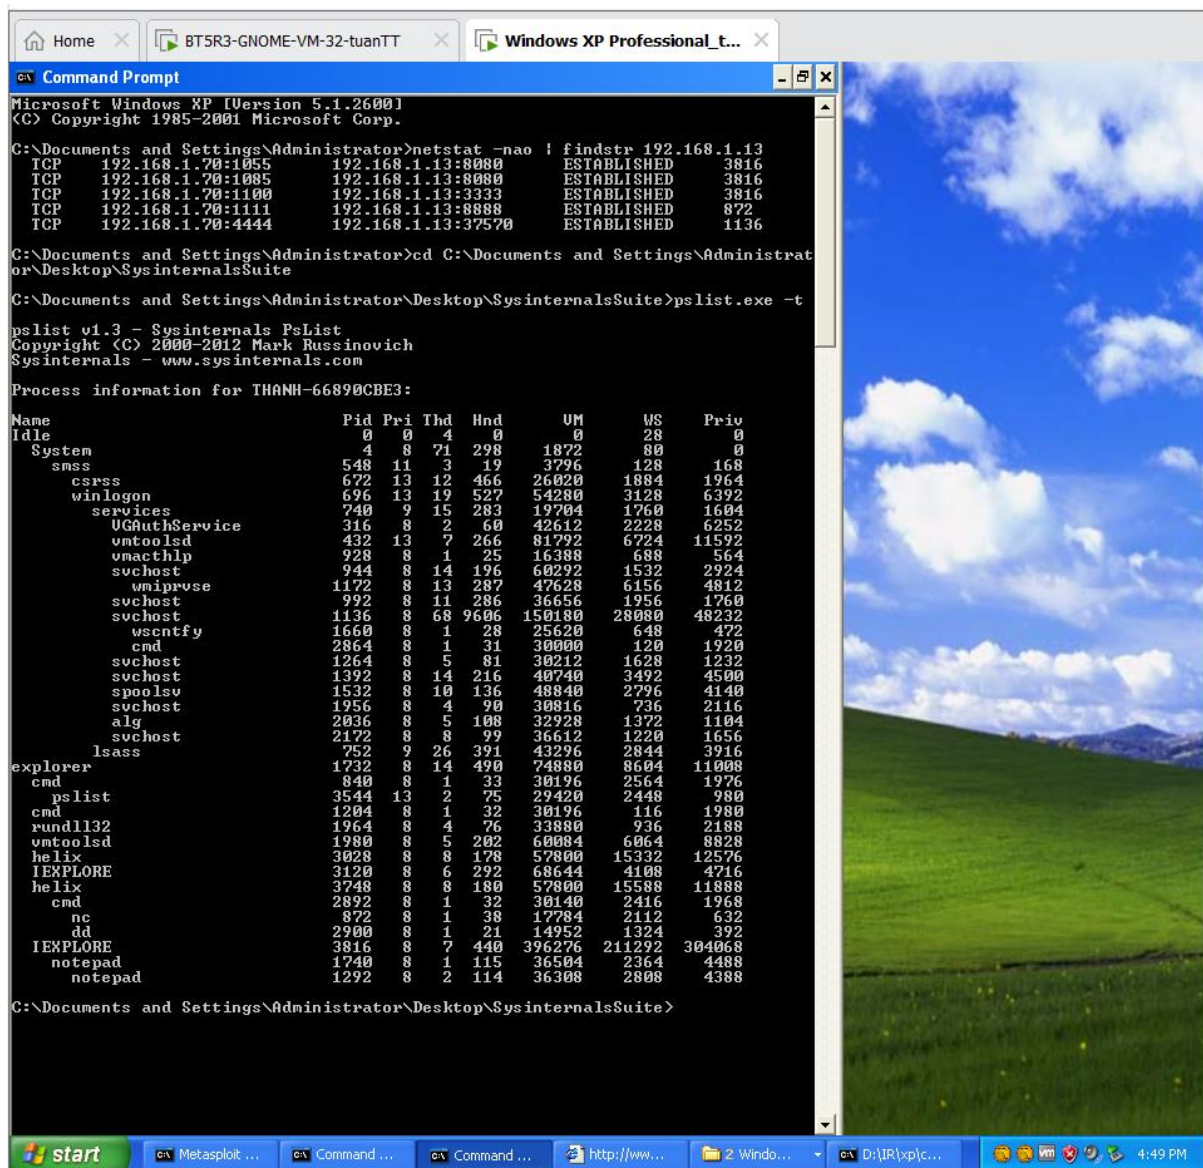 Home
BT5R3-GNOME-VM-32-tuanTT
Windows XP Professional_t...
Command Prompt
Microsoft Windows XP [Version 5.1.2600]
(C) Copyright 1985-2001 Microsoft Corp.
C:\Documents and Settings\Administrator>netstat -nao | findstr 192.168.1.13
TCP 192.168.1.70:1055 192.168.1.13:8080 ESTABLISHED 3816
TCP 192.168.1.70:1085 192.168.1.13:8080 ESTABLISHED 3816
TCP 192.168.1.70:1100 192.168.1.13:3333 ESTABLISHED 3816
TCP 192.168.1.70:1111 192.168.1.13:8888 ESTABLISHED 872
TCP 192.168.1.70:4444 192.168.1.13:37570 ESTABLISHED 1136
C:\Documents and Settings\Administrator>cd C:\Documents and Settings\Administrat
or\Desktop\SysinternalsSuite
C:\Documents and Settings\Administrator\Desktop\SysinternalsSuite>pslist.exe -t
pslist v1.3 - Sysinternals PsList
Copyright (C) 2000-2012 Mark Russinovich
Sysinternals - www.sysinternals.com
Process information for THANH-66890CBE3:
Name Pid Pri Thd Hnd VM WS Priv
Idle 0 0 4 0 0 28 0
System 4 8 71 298 1872 80 0
smss 548 11 3 19 3796 128 168
csrss 672 13 12 466 26020 1884 1964
winlogon 696 13 19 527 54280 3128 6392
services 740 9 15 283 19704 1760 1604
VGAuthService 316 8 2 60 42612 2228 6252
vmtoolsd 432 13 7 266 81792 6724 11592
vmacthlp 928 8 1 25 16388 688 564
svchost 944 8 14 196 60292 1532 2924
wmiprvse 1172 8 13 287 47628 6156 4812
svchost 992 8 11 286 36656 1956 1760
svchost 1136 8 68 9606 150180 28080 48232
wscntfy 1660 8 1 28 25620 648 472
cmd 2864 8 1 31 30000 120 1920
svchost 1264 8 5 81 30212 1628 1232
svchost 1392 8 14 216 40740 3492 4500
spoolsv 1532 8 10 136 48840 2796 4140
svchost 1956 8 4 90 30816 736 2116
alg 2036 8 5 108 32928 1372 1104
svchost 2172 8 8 99 36612 1220 1656
lsass 752 9 26 391 43296 2844 3916
explorer 1732 8 14 490 74880 8604 11008
cmd 840 8 1 33 30196 2564 1976
pslist 3544 13 2 75 29420 2448 980
cmd 1204 8 1 32 30196 116 1980
rundll32 1964 8 4 76 33880 936 2188
vmtoolsd 1980 8 5 202 60084 6064 8828
helix 3028 8 8 178 57800 15332 12576
IEXPLORE 3120 8 6 292 68644 4108 4716
helix 3748 8 8 180 57800 15588 11888
cmd 2892 8 1 32 30140 2416 1968
nc 872 8 1 38 17784 2112 632
dd 2900 8 1 21 14952 1324 392
IEXPLORE 3816 8 7 440 396276 211292 304068
notepad 1740 8 1 115 36504 2364 4488
notepad 1292 8 2 114 36308 2808 4388
C:\Documents and Settings\Administrator\Desktop\SysinternalsSuite>
start
Metasploit ...
Command ...
Command ...
http://ww...
2 Windo...
D:\IR\xp\c...
4:49 PM